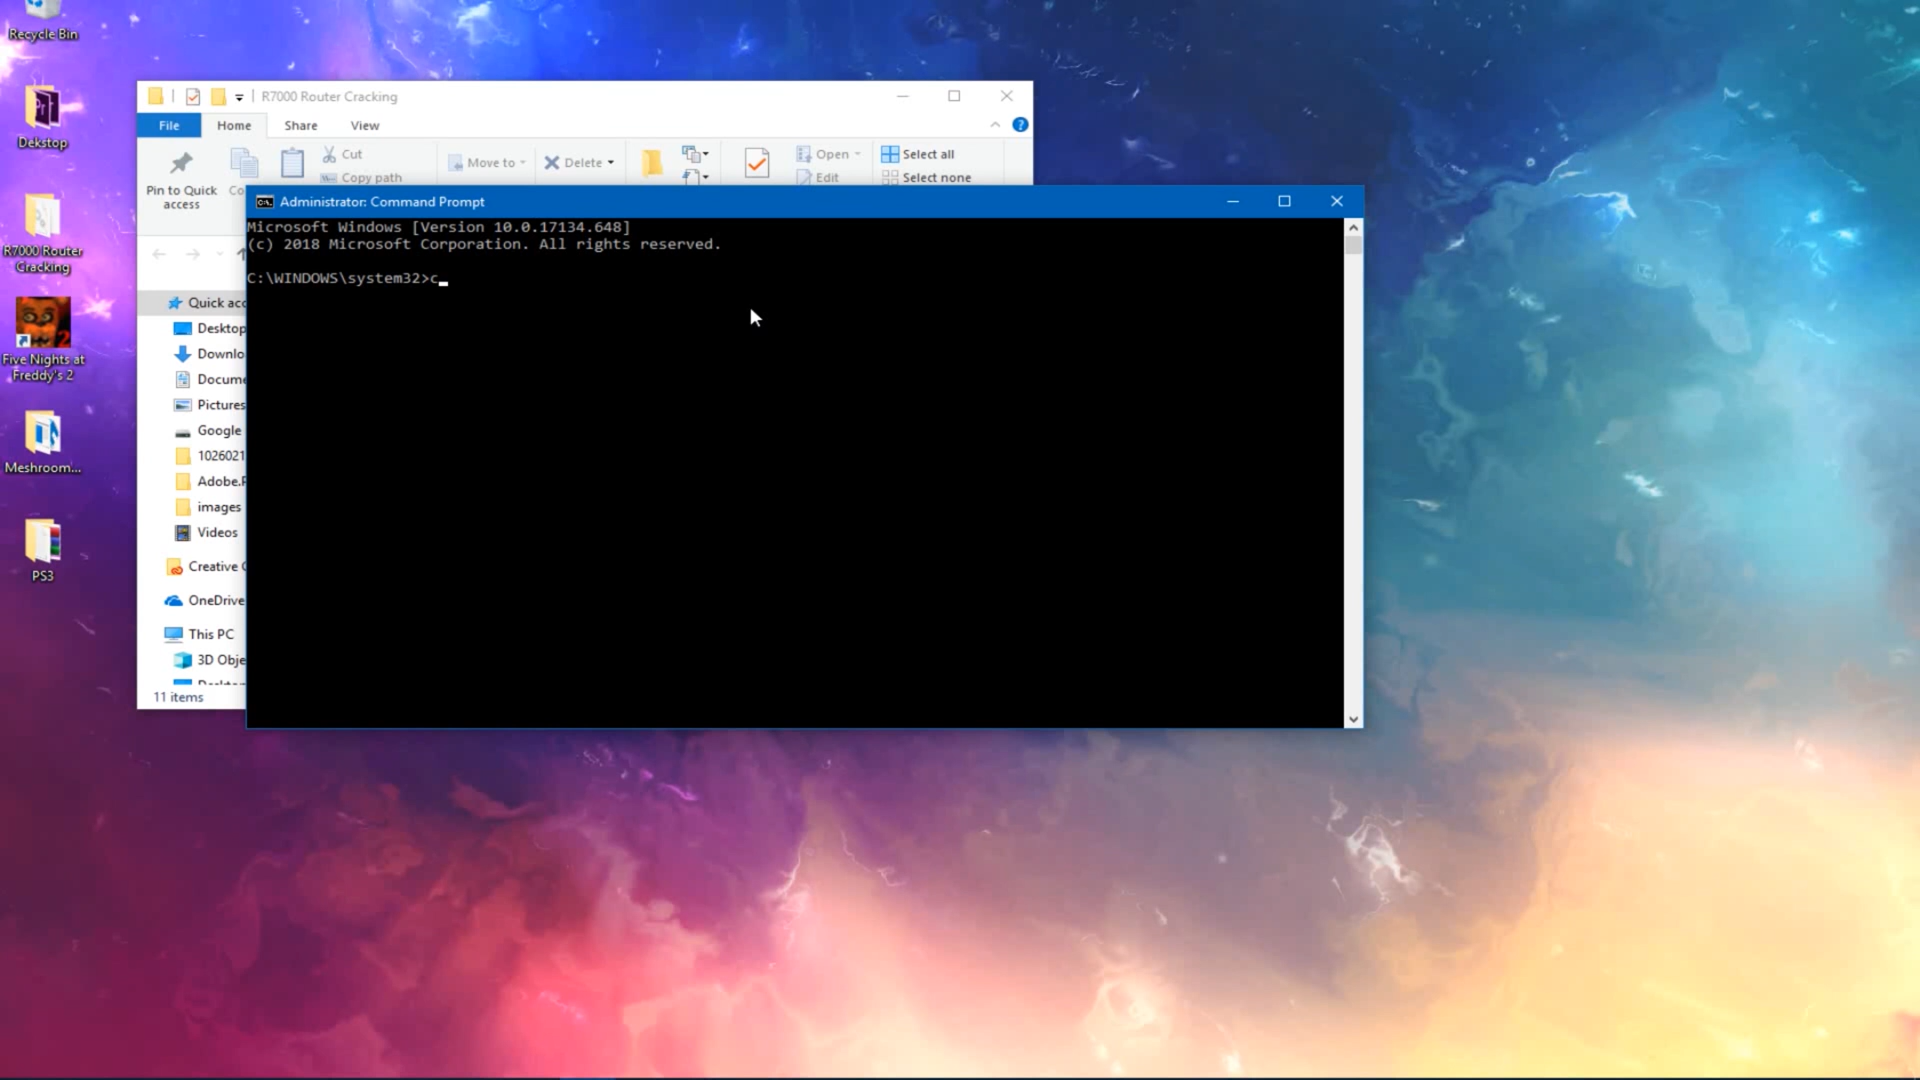 Recycle Bin
Dekstop
R7000 Router
Cracking
Five Nights at
Freddy's 2
Meshroom...
PS3
R7000 Router Cracking
File
Home
Share
View
Pin to Quick
access
Co
Cut
Copy path
Move to
Delete
Open
Edit
Select all
Select none
Administrator: Command Prompt
Microsoft Windows [Version 10.0.17134.648]
(c) 2018 Microsoft Corporation. All rights reserved.
C:\WINDOWS\system32>c
Quick acc
Desktop
Downlo
Docume
Pictures
Google
1026021
Adobe.P
images
Videos
Creative C
OneDrive
This PC
3D Obje
11 items